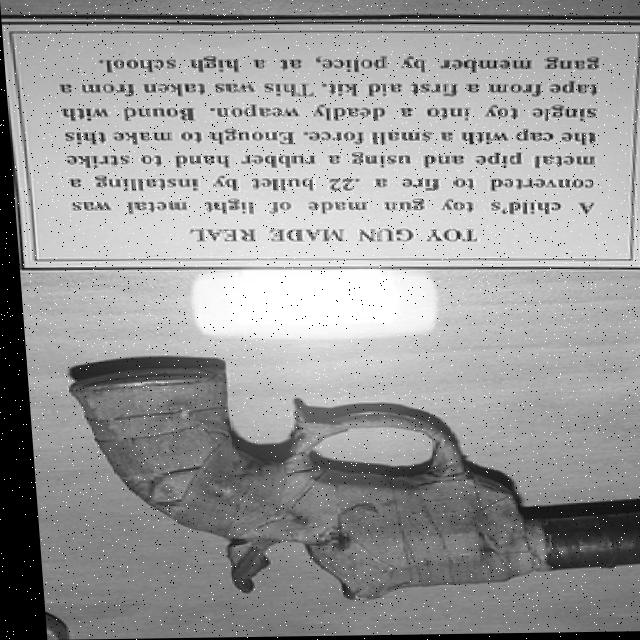 TOY GUN MADE REAL
A child's toy gun made of light metal was
converted to fire a .22 bullet by installing a
metal pipe and using a rubber band to strike
the cap with a small force. Enough to make this
single toy into a deadly weapon. Bound with
tape from a first aid kit. This was taken from a
gang member by police, at a high school.